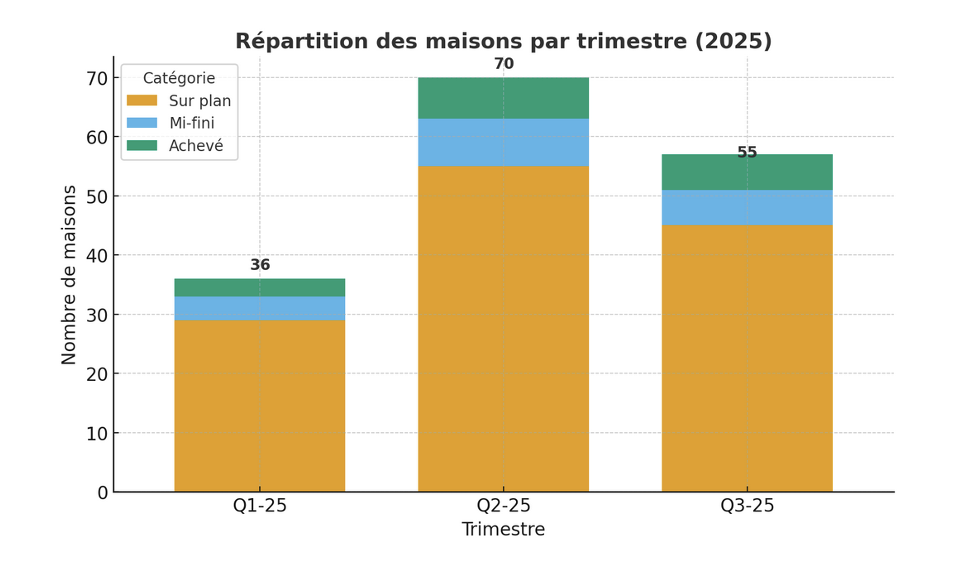 Répartition des maisons par trimestre (2025)
70
Catégorie
Sur plan
Mi-fini
Achevé
70
60
55
50
40
36
30
20
10
0
Nombre de maisons
Q1-25
Q2-25
Q3-25
Trimestre